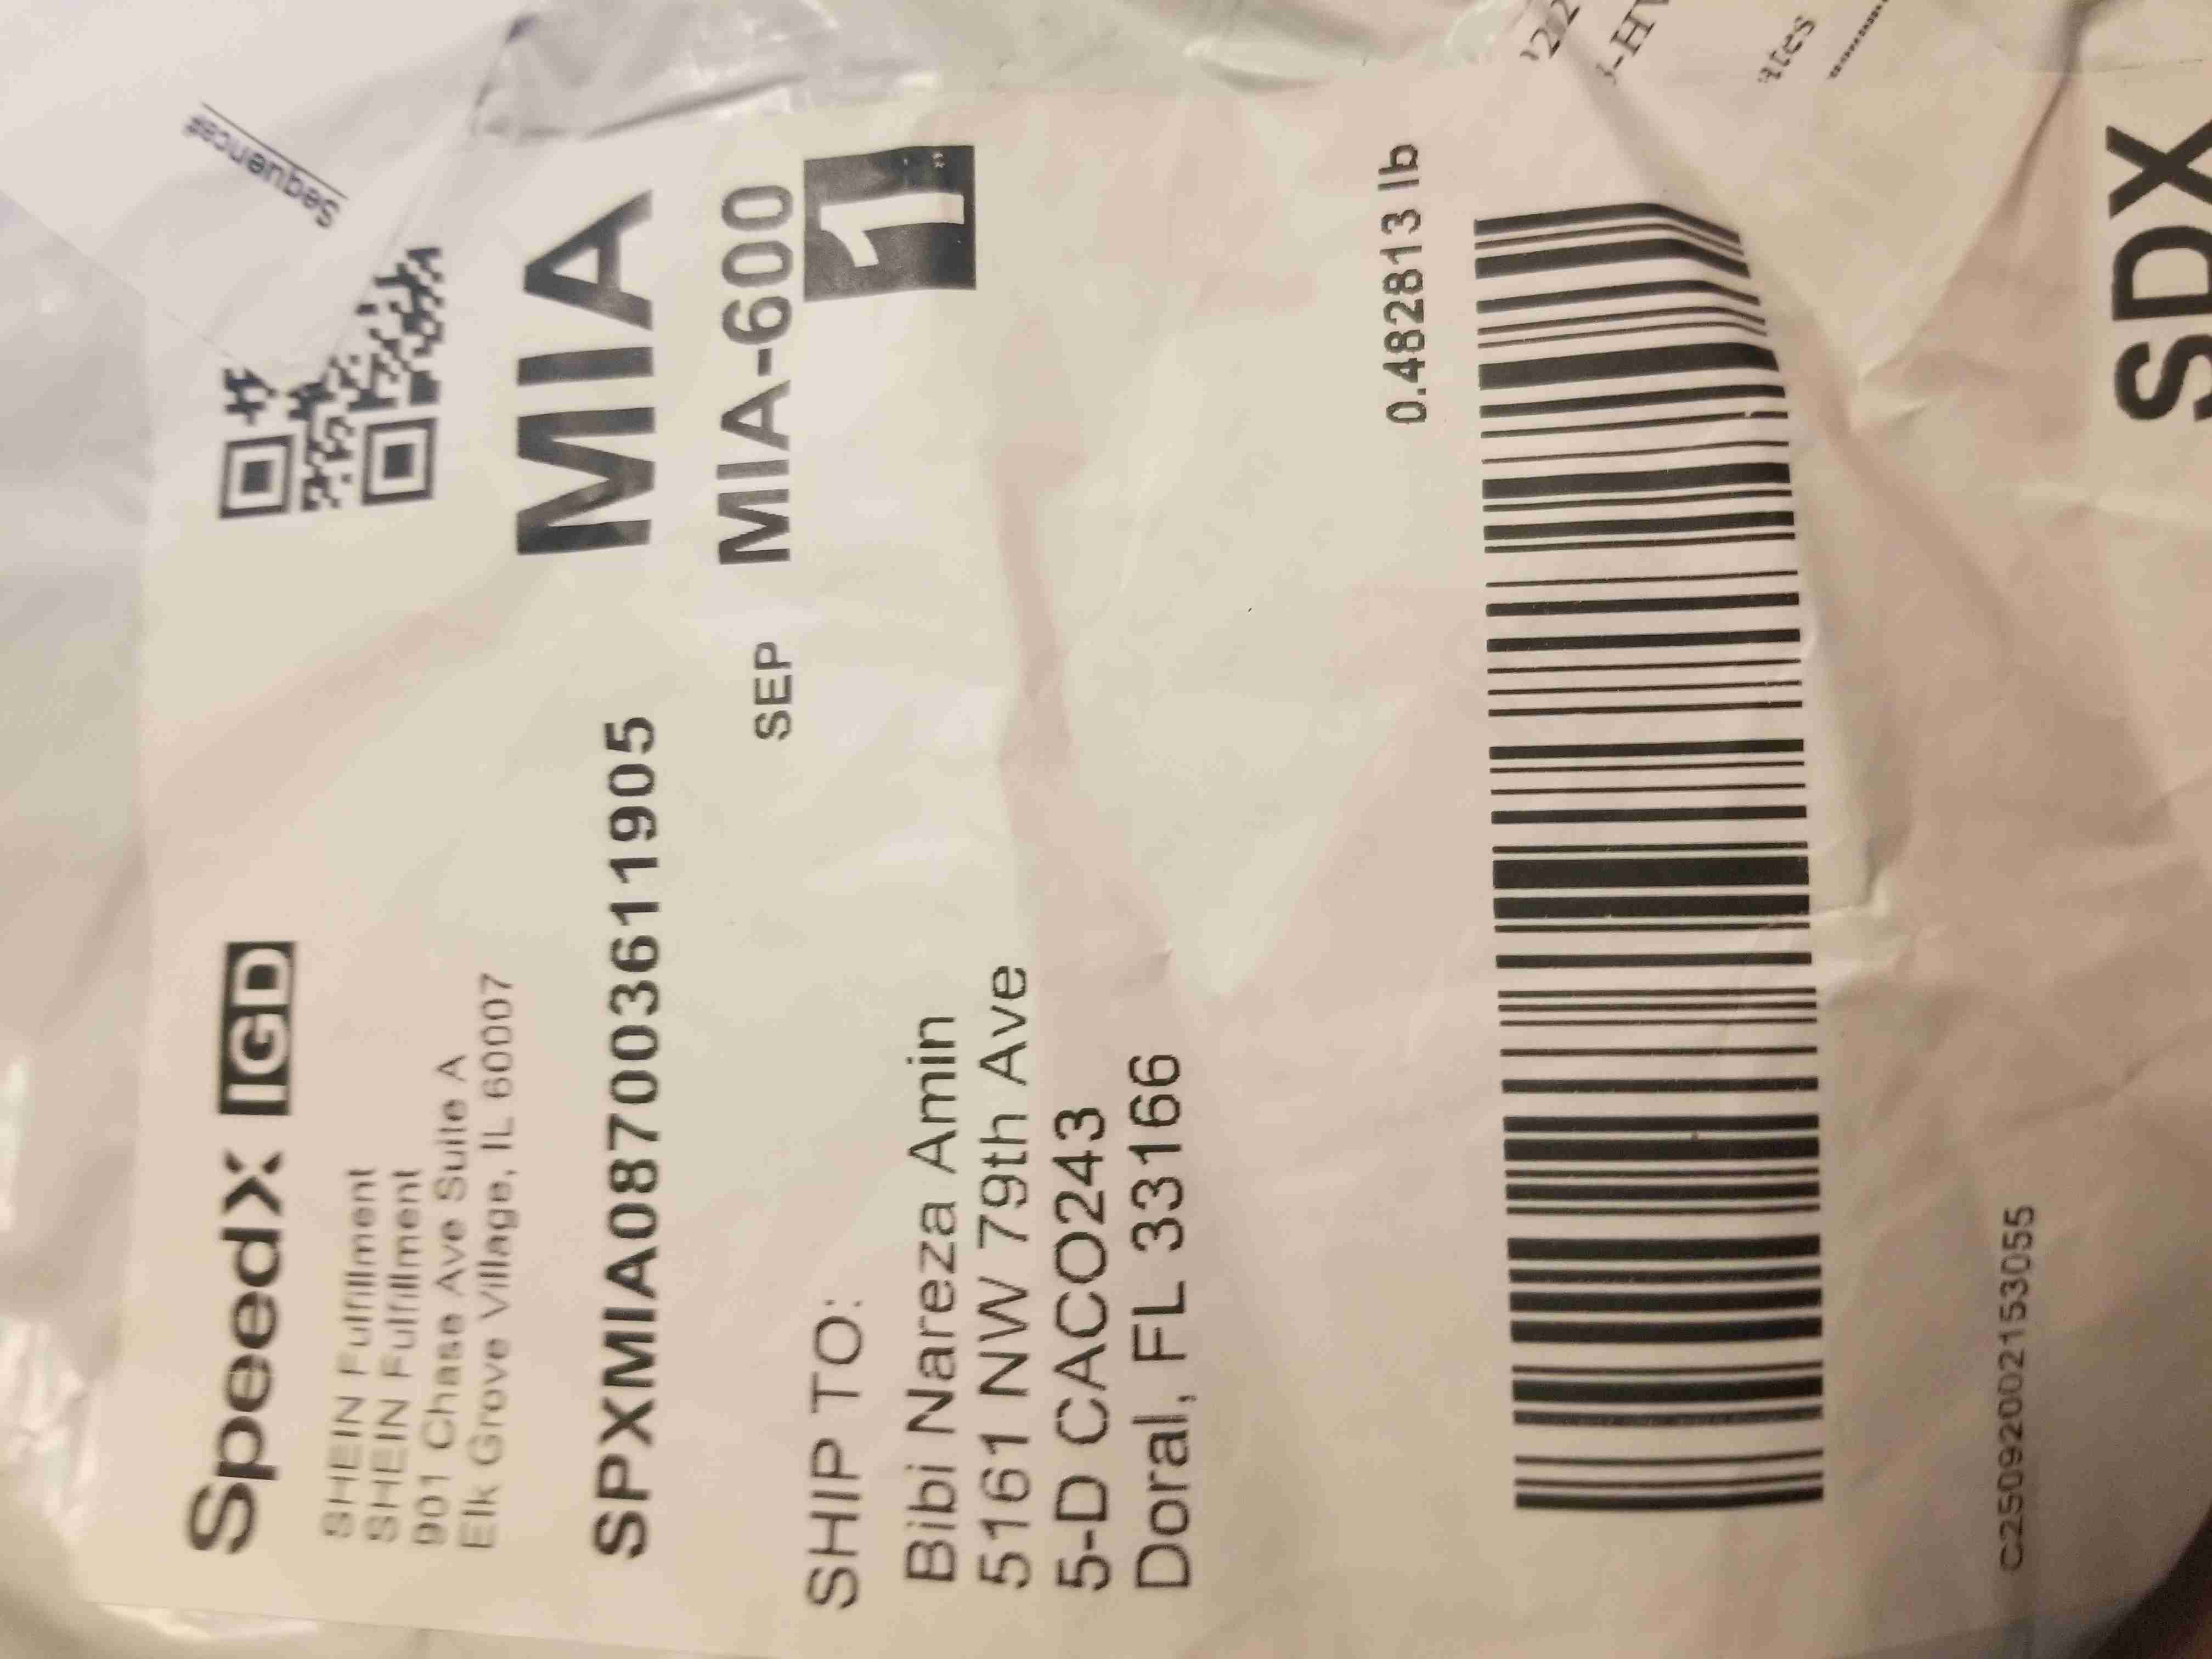 SpeedX IGD
SHEIN Fulfillment
SHEIN Fulfillment
901 Chase Ave Suite A
Elk Grove Village, IL 60007
Sequence#
SPXMIA087003611905
MIA
SEP MIA-600
1
SHIP TO:
Bibi Nareza Amin
5161 NW 79th Ave
5-D CACO243
Doral, FL 33166
0.482813 lb
C2509200215305​5
SDX